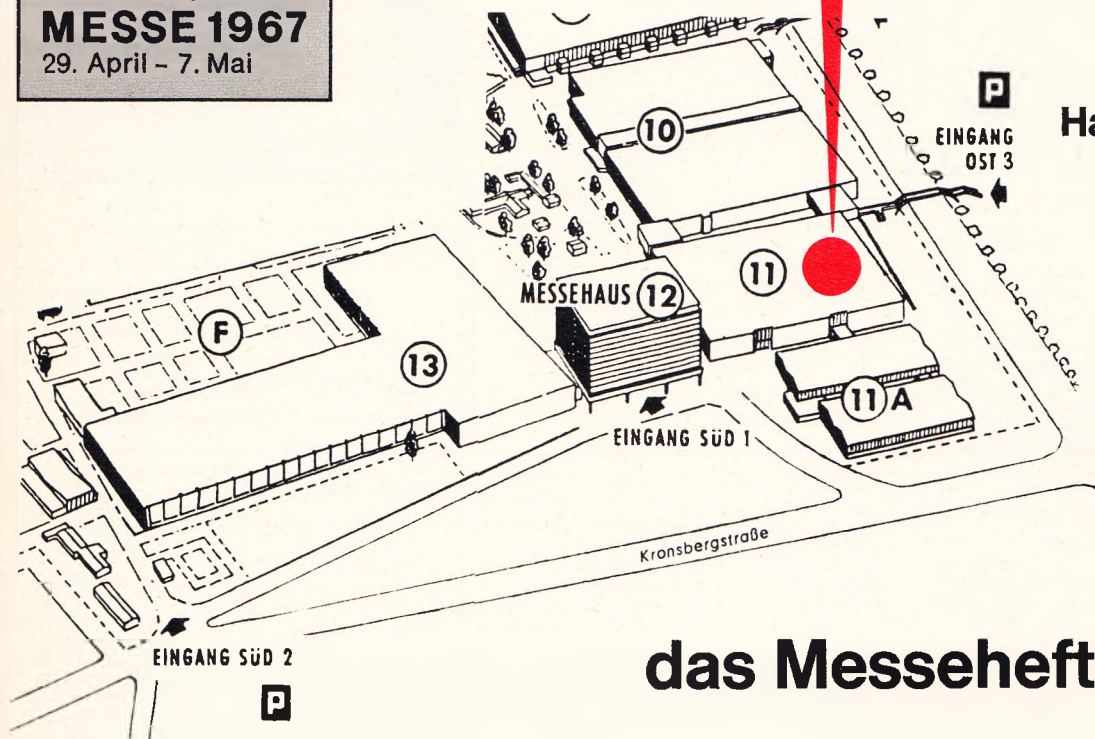 MESSE 1967
29. April – 7. Mai
10
P
EINGANG
OST 3
11
MESSEHAUS 12
F
13
11 A
EINGANG SÜD 1
Kronsbergstraße
EINGANG SÜD 2
P
das Messeheft